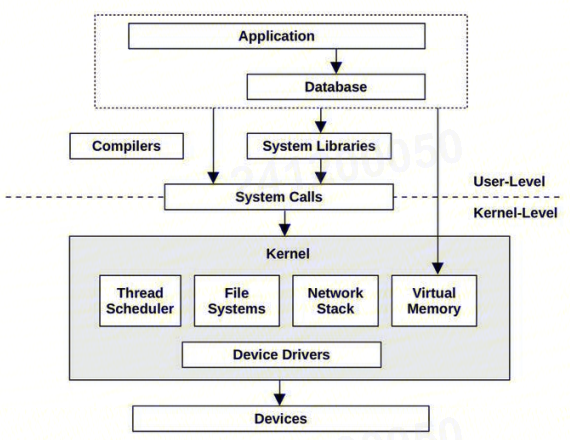 Application
Database
Compilers
System Libraries
User-Level
System Calls
Kernel-Level
Kernel
Thread
Scheduler
File
Systems
Network
Stack
Virtual
Memory
Device Drivers
Devices